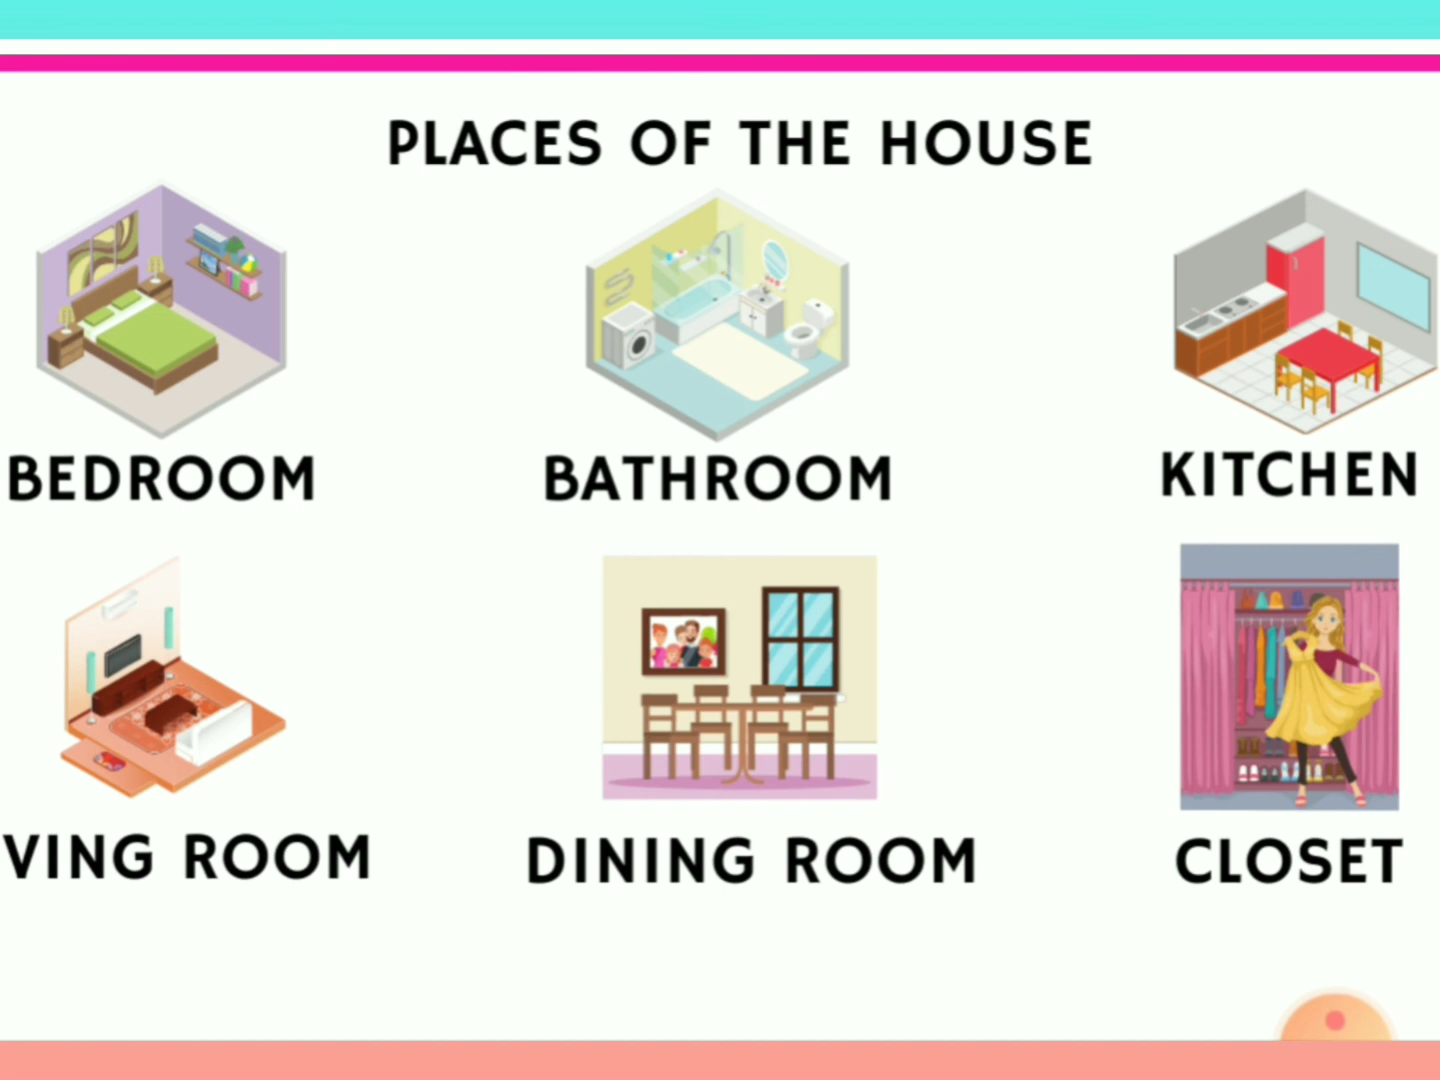 PLACES OF THE HOUSE
BEDROOM
BATHROOM
KITCHEN
VING ROOM
DINING ROOM
CLOSET